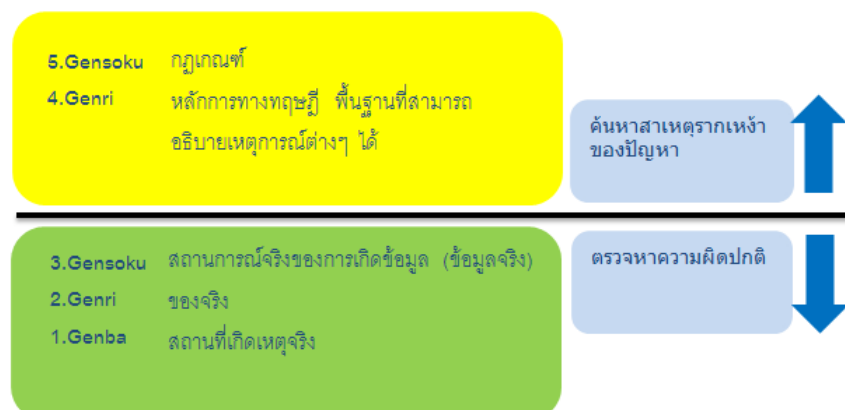 5.Gensoku กฎเกณฑ์
4.Genri หลักการทางทฤษฎี พื้นฐานที่สามารถ
อธิบายเหตุการณ์ต่างๆ ได้
ค้นหาสาเหตุรากเหง้า
ของปัญหา
3.Gensoku สถานการณ์จริงของการเกิดข้อมูล (ข้อมูลจริง)
2.Genri ของจริง
1.Genba สถานที่เกิดเหตุจริง
ตรวจหาความผิดปกติ